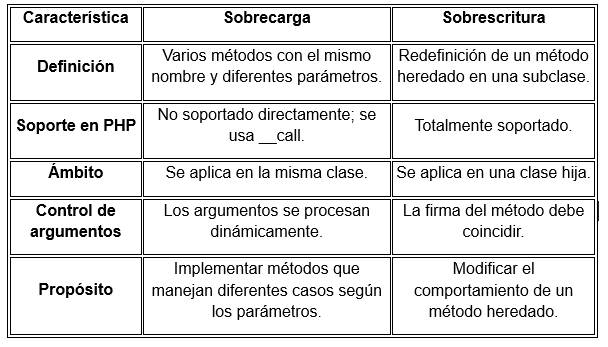 Característica Sobrecarga Sobrescritura
Definición
Varios métodos con el mismo
nombre y diferentes parámetros.
Redefinición de un método
heredado en una subclase.
Soporte en PHP
No soportado directamente; se
usa __call.
Totalmente soportado.
Ámbito
Se aplica en la misma clase.
Se aplica en una clase hija.
Control de
argumentos
Los argumentos se procesan
dinámicamente.
La firma del método debe
coincidir.
Propósito
Implementar métodos que
manejan diferentes casos según
los parámetros.
Modificar el
comportamiento de un
método heredado.